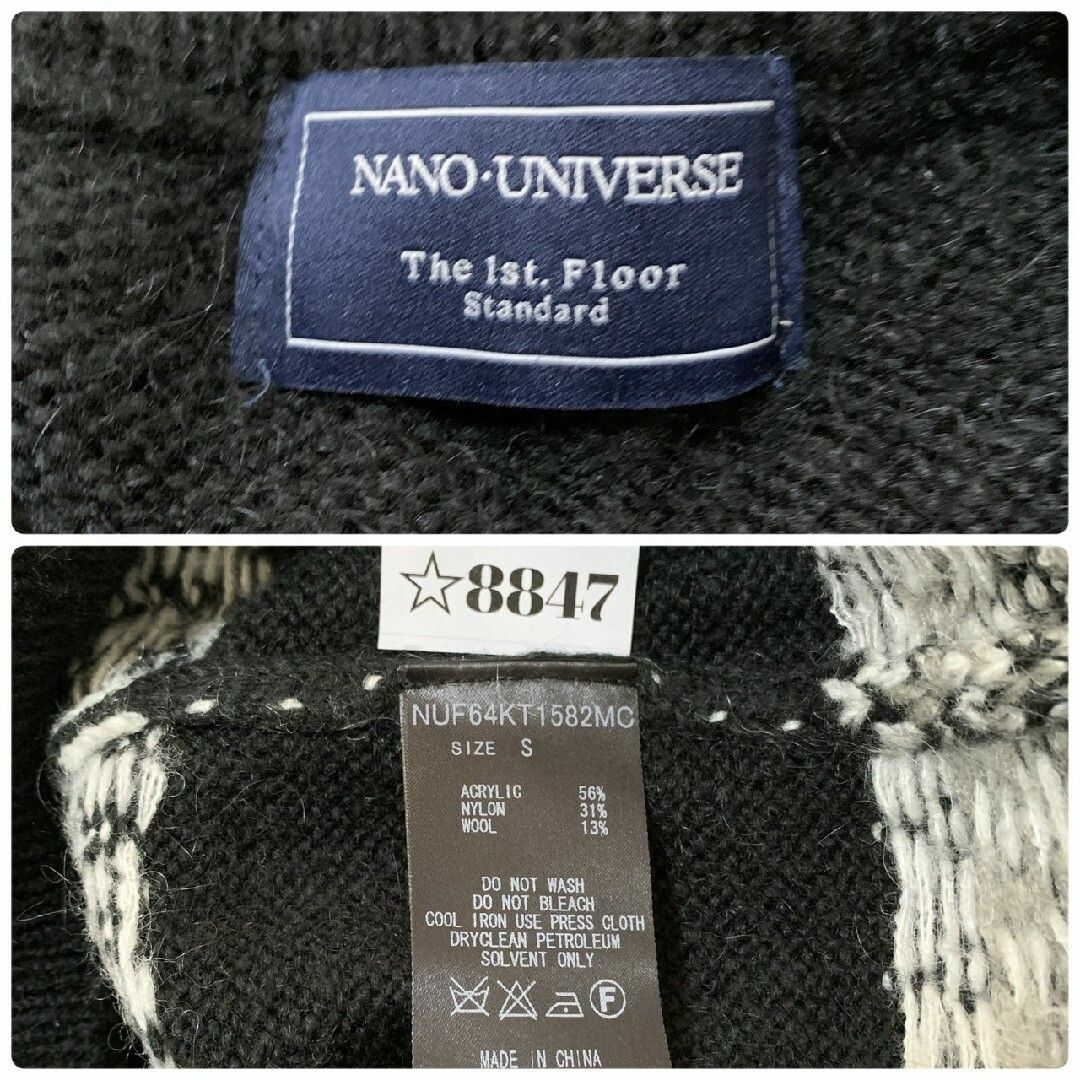 NANO·UNIVERSE
The 1st. Floor
Standard
☆8847
NUF64KT1582MC
SIZE S
ACRYLIC 56%
NYLON 31%
WOOL 13%
DO NOT WASH
DO NOT BLEACH
COOL IRON USE PRESS CLOTH
DRYCLEAN PETROLEUM
SOLVENT ONLY
F
MADE IN CHINA